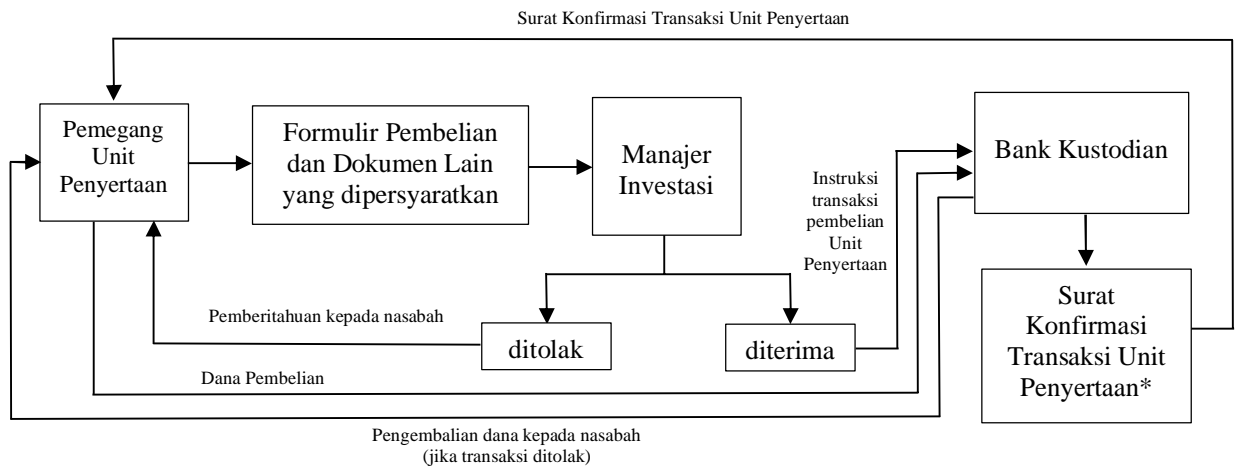 Surat Konfirmasi Transaksi Unit Penyertaan
Pemegang
Unit
Penyertaan
Formulir Pembelian
dan Dokumen Lain
yang dipersyaratkan
Manajer
Investasi
Instruksi
transaksi
pembelian
Unit
Penyertaan
Bank Kustodian
Surat
Konfirmasi
Transaksi Unit
Penyertaan*
Pemberitahuan kepada nasabah
ditolak
diterima
Dana Pembelian
Pengembalian dana kepada nasabah
(jika transaksi ditolak)